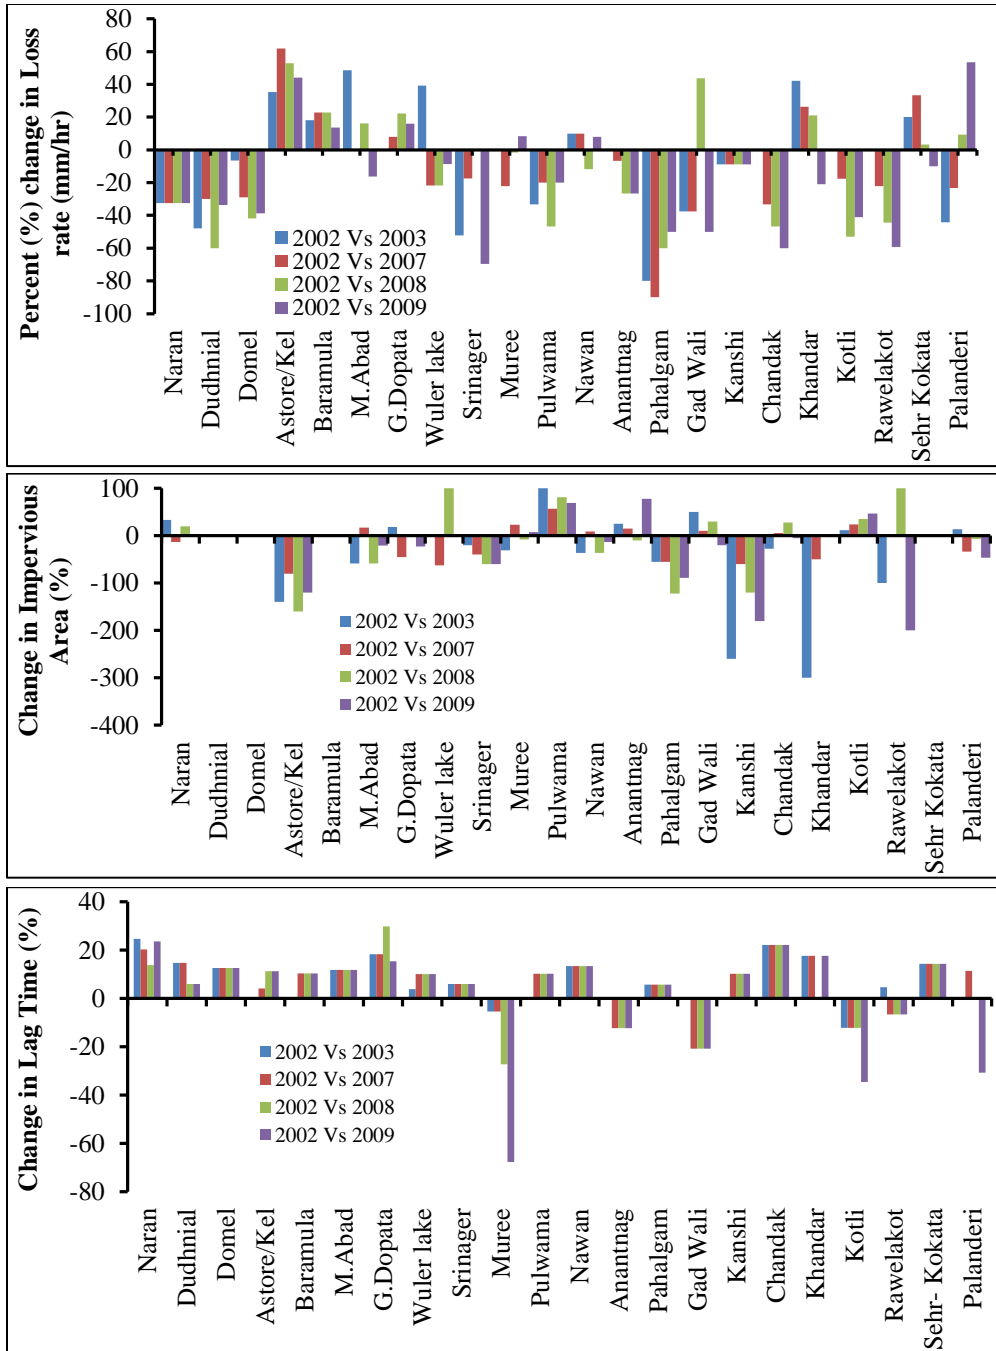 Percent (%) change in Loss
rate (mm/hr)
80
60
40
20
0
-20
-40
-60
-80
-100
2002 Vs 2003
2002 Vs 2007
2002 Vs 2008
2002 Vs 2009
Naran
Dudhnial
Domel
Astore/Kel
Baramula
M.Abad
G.Dopata
Wuler lake
Srinager
Muree
Pulwama
Nawan
Anantnag
Pahalgam
Gad Wali
Kanshi
Chandak
Khandar
Kotli
Rawelakot
Sehr Kokata
Palanderi
Change in Impervious
Area (%)
100
0
-100
-200
-300
-400
2002 Vs 2003
2002 Vs 2007
2002 Vs 2008
2002 Vs 2009
Naran
Dudhnial
Domel
Astore/Kel
Baramula
M.Abad
G.Dopata
Wuler lake
Srinager
Muree
Pulwama
Nawan
Anantnag
Pahalgam
Gad Wali
Kanshi
Chandak
Khandar
Kotli
Rawelakot
Sehr Kokata
Palanderi
Change in Lag Time (%)
40
20
0
-20
-40
-60
-80
2002 Vs 2003
2002 Vs 2007
2002 Vs 2008
2002 Vs 2009
Naran
Dudhnial
Domel
Astore/Kel
Baramula
M.Abad
G.Dopata
Wuler lake
Srinager
Muree
Pulwama
Nawan
Anantnag
Pahalgam
Gad Wali
Kanshi
Chandak
Khandar
Kotli
Rawelakot
Sehr- Kokata
Palanderi